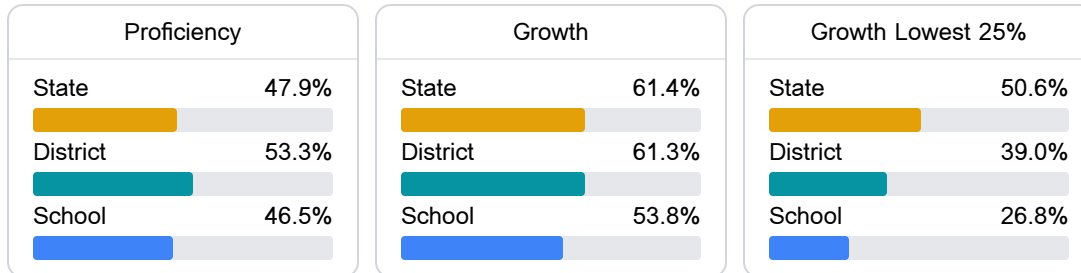 Proficiency
State 47.9%
District 53.3%
School 46.5%
Growth
State 61.4%
District 61.3%
School 53.8%
Growth Lowest 25%
State 50.6%
District 39.0%
School 26.8%